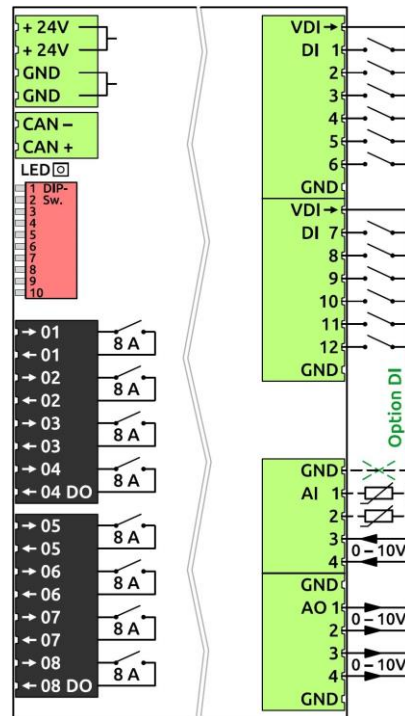 + 24V
+ 24V
GND
GND
CAN –
CAN +
LED
1 DIP-
2 Sw.
3
4
5
6
7
8
9
10
→ 01
← 01
8 A
→ 02
← 02
8 A
→ 03
← 03
8 A
→ 04
← 04 DO
8 A
→ 05
← 05
8 A
→ 06
← 06
8 A
→ 07
← 07
8 A
→ 08
← 08 DO
8 A
VDI →
DI 1
2
3
4
5
6
GND
VDI →
DI 7
8
9
10
11
12
GND
Option DI
GND
AI 1
2
3
0 – 10V
4
GND
AO 1
0 – 10V
2
3
0 – 10V
4
GND